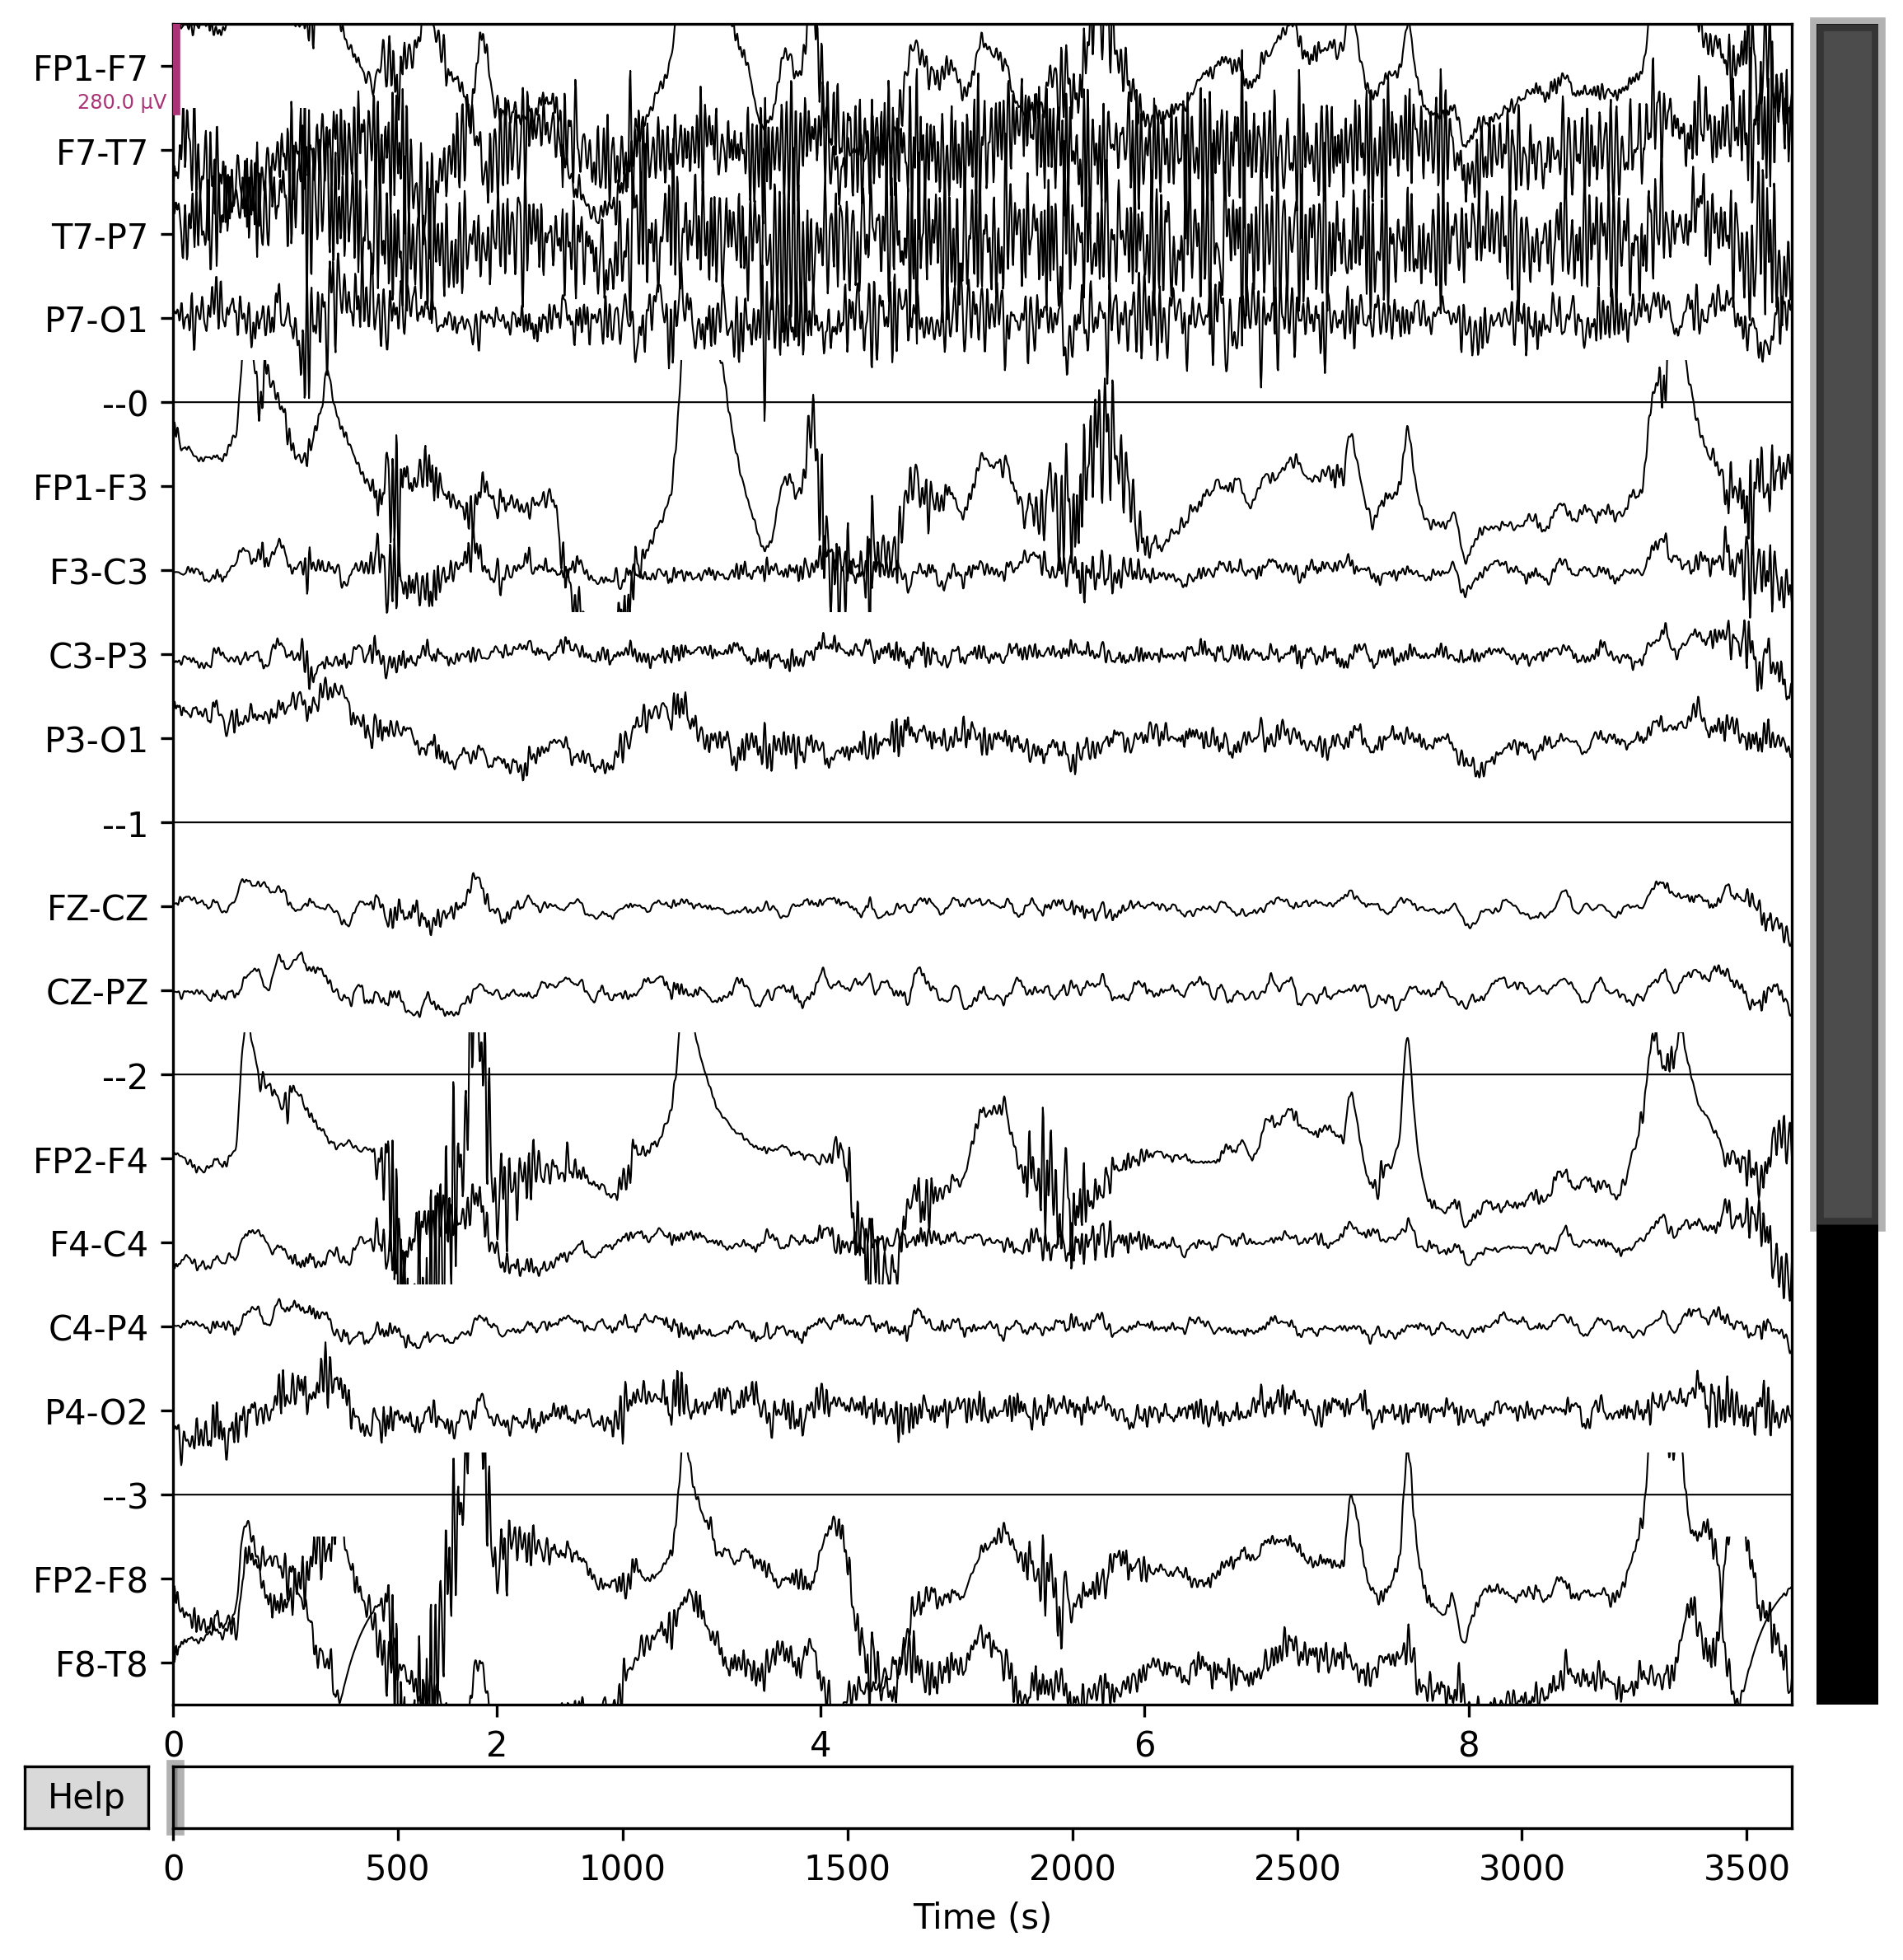 FP1-F7
280.0 µV
F7-T7
T7-P7
P7-O1
--0
FP1-F3
F3-C3
C3-P3
P3-O1
--1
FZ-CZ
CZ-PZ
--2
FP2-F4
F4-C4
C4-P4
P4-O2
--3
FP2-F8
F8-T8
0 2 4 6 8
Help
0 500 1000 1500 2000 2500 3000 3500
Time (s)